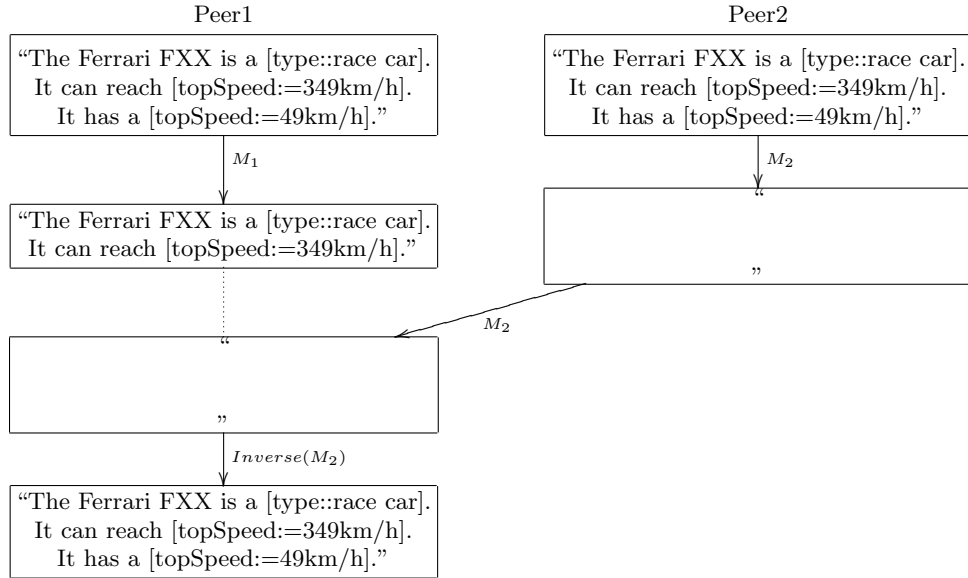 Peer1
Peer2
“The Ferrari FXX is a [type::race car].
It can reach [topSpeed:=349km/h].
It has a [topSpeed:=49km/h].”
“The Ferrari FXX is a [type::race car].
It can reach [topSpeed:=349km/h].
It has a [topSpeed:=49km/h].”
M₁
M₂
“The Ferrari FXX is a [type::race car].
It can reach [topSpeed:=349km/h].”
“
”
M₂
“
”
Inverse(M₂)
“The Ferrari FXX is a [type::race car].
It can reach [topSpeed:=349km/h].
It has a [topSpeed:=49km/h].”